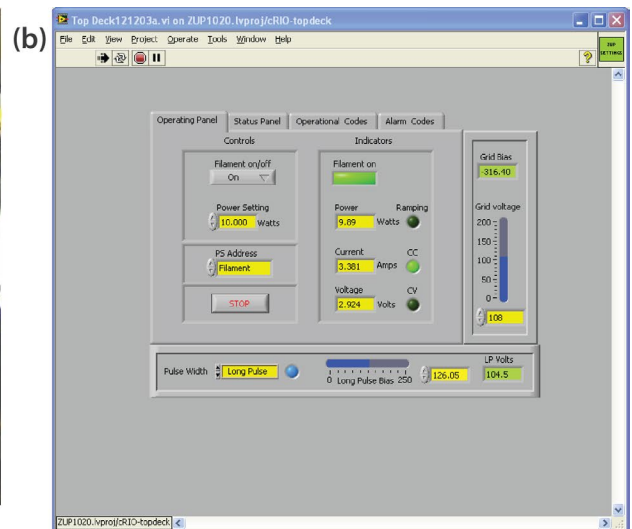 (b)
Top Deck121203a.vi on ZUP1020.lvproj/cRIO-topdeck
File Edit View Project Operate Tools Window Help
?
TOP
SETTINGS
Operating Panel Status Panel Operational Codes Alarm Codes
Controls
Filament on/off
On
Power Setting
10.000 Watts
PS Address
Filament
STOP
Indicators
Filament on
Power Ramping
9.89 Watts
Current CC
3.381 Amps
Voltage CV
2.924 Volts
Grid Bias
-316.40
Grid voltage
200
150
100
50
0
108
Pulse Width Long Pulse
0 Long Pulse Bias 250
126.05
LP Volts
104.5
ZUP1020.lvproj/cRIO-topdeck